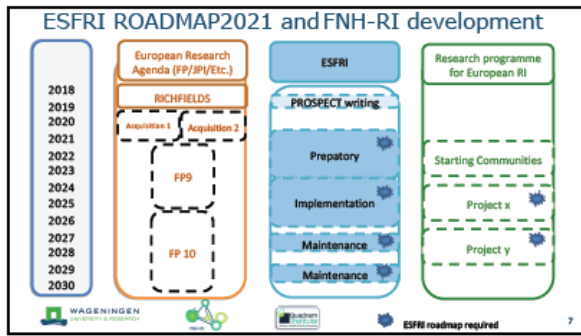 ESFRI ROADMAP2021 and FNH-RI development
European Research
Agenda (FP/JPI/Etc.)
ESFRI
Research programme
for European RI
2018
2019
2020
2021
2022
2023
2024
2025
2026
2027
2028
2029
2030
RICHFIELDS
Acquisition 1
Acquisition 2
FP9
FP 10
PROSPECT writing
Prepatory
Implementation
Maintenance
Maintenance
Starting Communities
Project x
Project y
WAGENINGEN
UNIVERSITY & RESEARCH
Quadram
Institute
ESFRI roadmap required
7